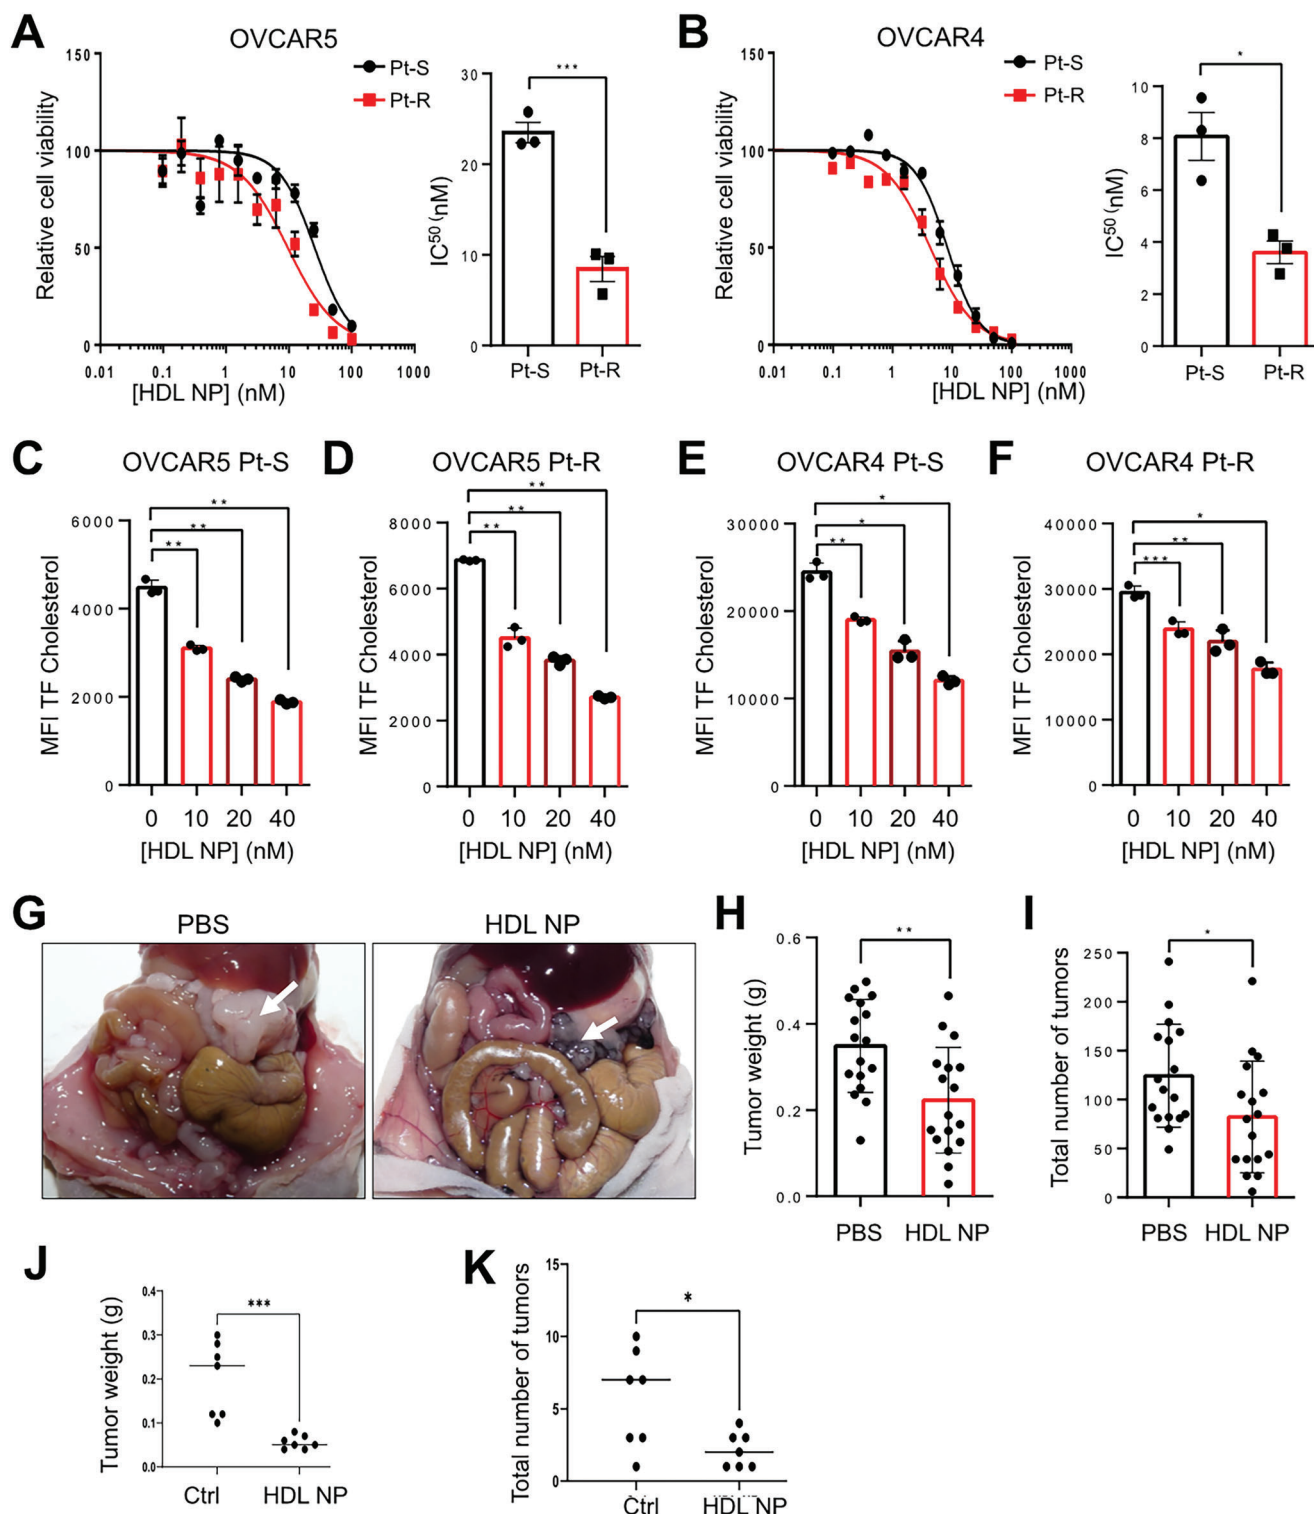 A
OVCAR5
Pt-S
Pt-R
Relative cell viability
150
100
50
0
0.01 0.1 1 10 100 1000
[HDL NP] (nM)
***
IC50 (nM)
30
20
10
0
Pt-S Pt-R
B
OVCAR4
Pt-S
Pt-R
Relative cell viability
150
100
50
0
0.01 0.1 1 10 100 1000
[HDL NP] (nM)
*
IC50 (nM)
10
8
6
4
2
0
Pt-S Pt-R
C
OVCAR5 Pt-S
**
**
**
MFI TF Cholesterol
6000
4000
2000
0
0 10 20 40
[HDL NP] (nM)
D
OVCAR5 Pt-R
**
**
**
MFI TF Cholesterol
8000
6000
4000
2000
0
0 10 20 40
[HDL NP] (nM)
E
OVCAR4 Pt-S
*
*
**
MFI TF Cholesterol
30000
20000
10000
0
0 10 20 40
[HDL NP] (nM)
F
OVCAR4 Pt-R
*
**
***
MFI TF Cholesterol
40000
30000
20000
10000
0
0 10 20 40
[HDL NP] (nM)
G
PBS
HDL NP
H
**
Tumor weight (g)
0.6
0.4
0.2
0.0
PBS HDL NP
I
*
Total number of tumors
250
200
150
100
50
0
PBS HDL NP
J
***
Tumor weight (g)
0.4
0.3
0.2
0.1
0.0
Ctrl HDL NP
K
*
Total number of tumors
15
10
5
0
Ctrl HDL NP